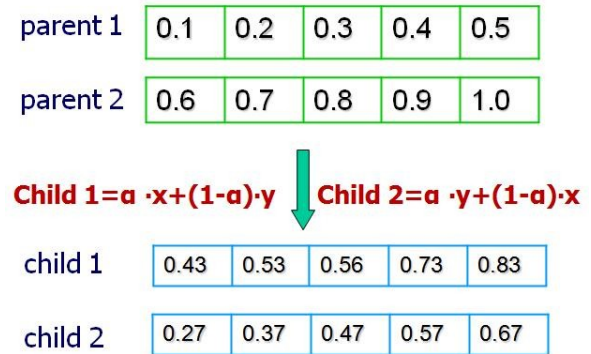 parent 1 0.1 0.2 0.3 0.4 0.5
parent 2 0.6 0.7 0.8 0.9 1.0
Child 1=α ·x+(1-α)·y Child 2=α ·y+(1-α)·x
child 1 0.43 0.53 0.56 0.73 0.83
child 2 0.27 0.37 0.47 0.57 0.67